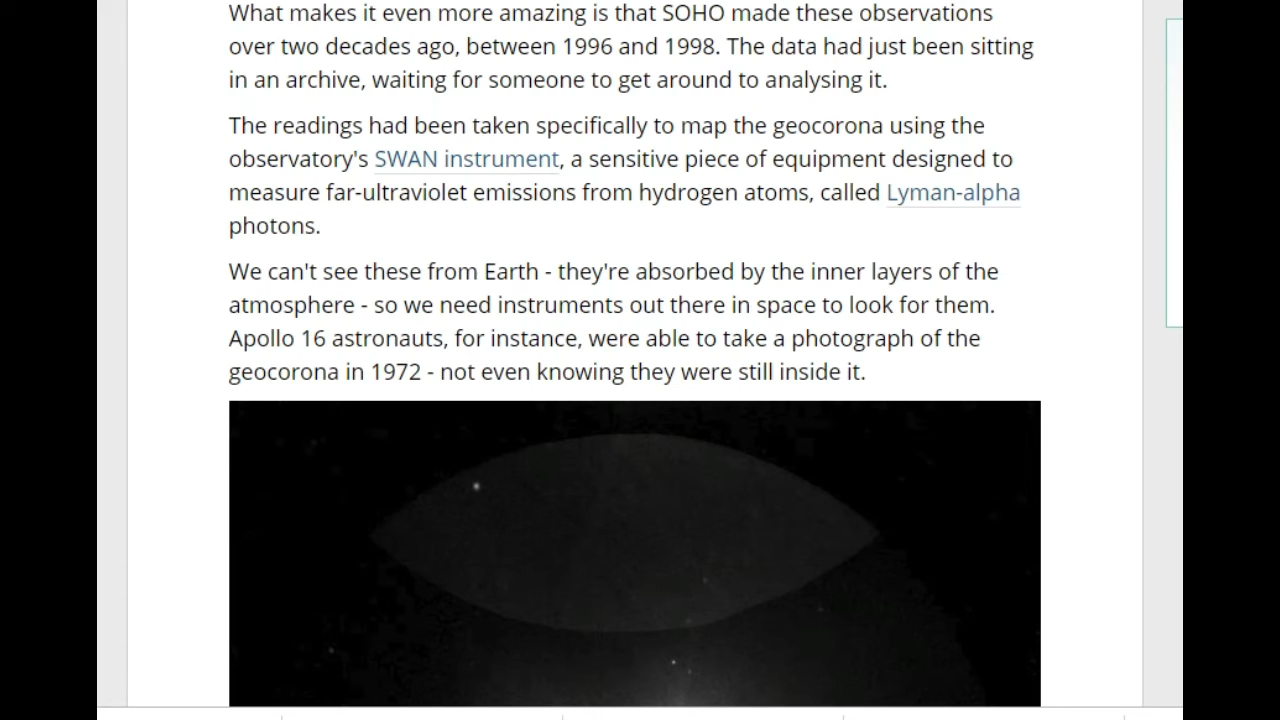 What makes it even more amazing is that SOHO made these observations
over two decades ago, between 1996 and 1998. The data had just been sitting
in an archive, waiting for someone to get around to analysing it.
The readings had been taken specifically to map the geocorona using the
observatory's SWAN instrument, a sensitive piece of equipment designed to
measure far-ultraviolet emissions from hydrogen atoms, called Lyman-alpha
photons.
We can't see these from Earth - they're absorbed by the inner layers of the
atmosphere - so we need instruments out there in space to look for them.
Apollo 16 astronauts, for instance, were able to take a photograph of the
geocorona in 1972 - not even knowing they were still inside it.